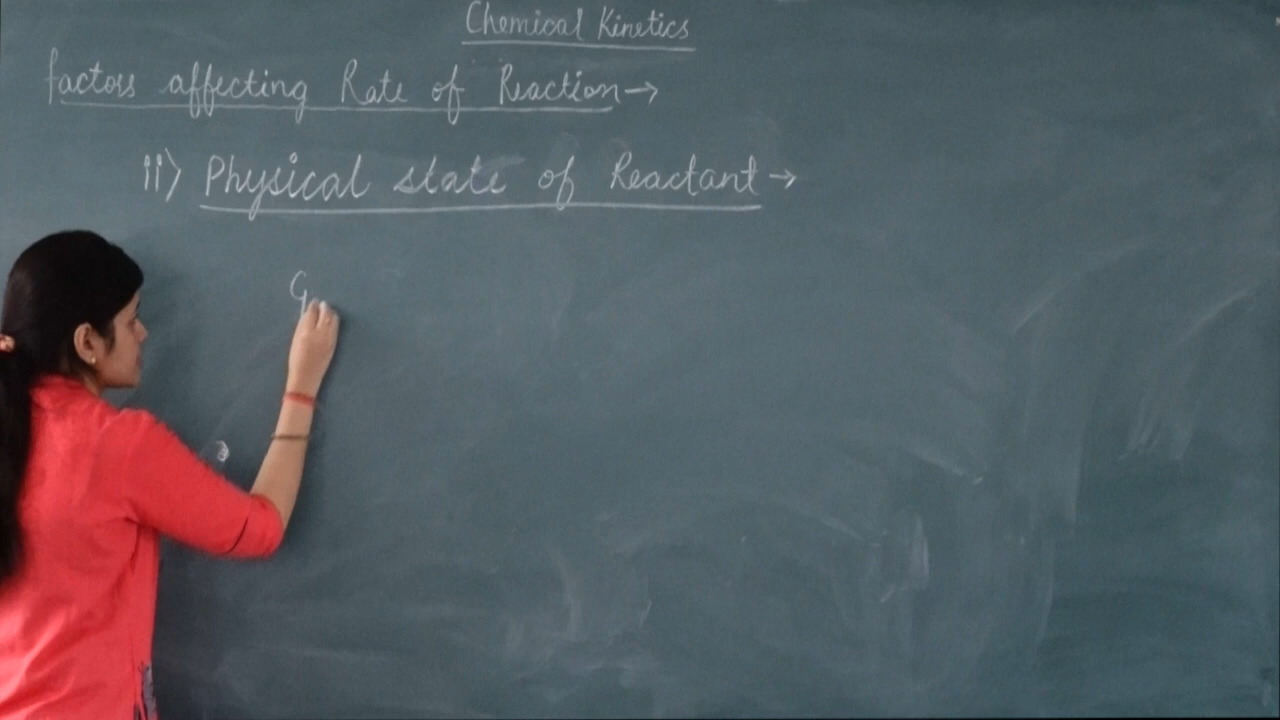 Chemical Kinetics
factors affecting Rate of Reaction→
ii) Physical state of Reactant→
G